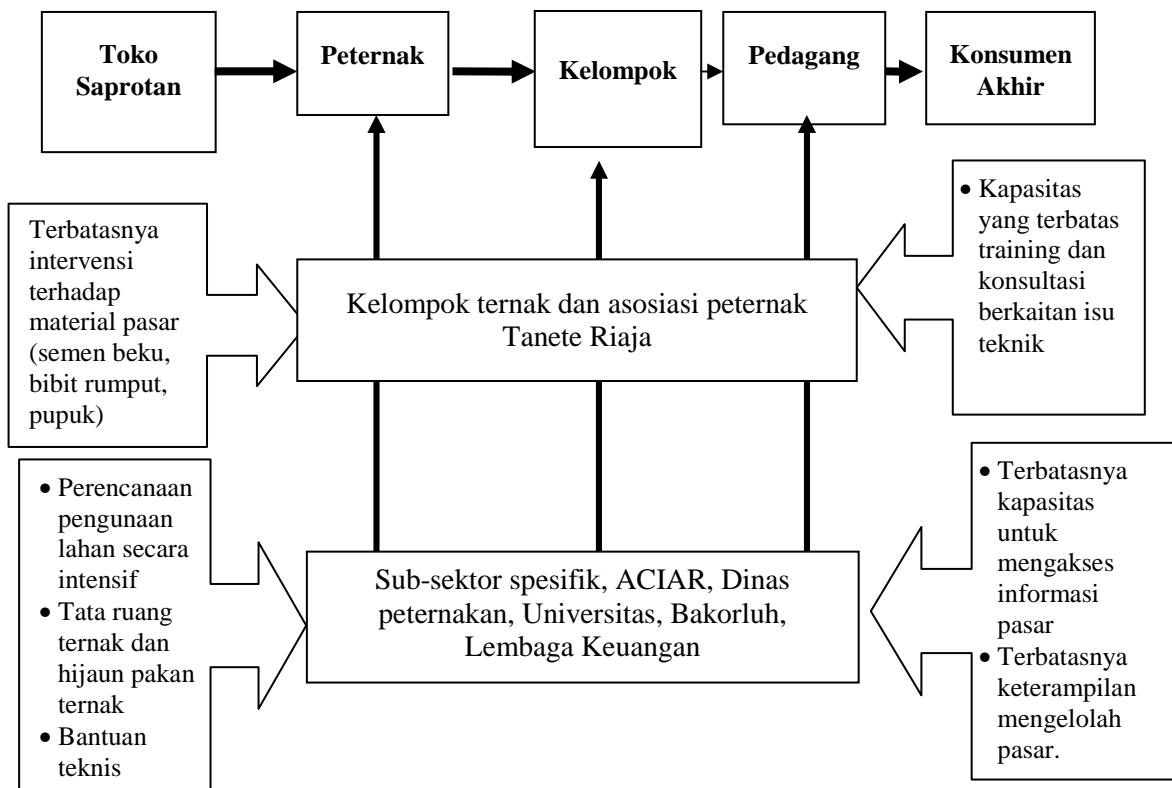 Toko
Saprotan
Peternak
Kelompok
Pedagang
Konsumen
Akhir
Terbatasnya
intervensi
terhadap
material pasar
(semen beku,
bibit rumput,
pupuk)
Kelompok ternak dan asosiasi peternak
Tanete Riaja
• Kapasitas
yang terbatas
training dan
konsultasi
berkaitan isu
teknik
• Perencanaan
pengunaan
lahan secara
intensif
• Tata ruang
ternak dan
hijaun pakan
ternak
• Bantuan
teknis
Sub-sektor spesifik, ACIAR, Dinas
peternakan, Universitas, Bakorluh,
Lembaga Keuangan
• Terbatasnya
kapasitas
untuk
mengakses
informasi
pasar
• Terbatasnya
keterampilan
mengelolah
pasar.